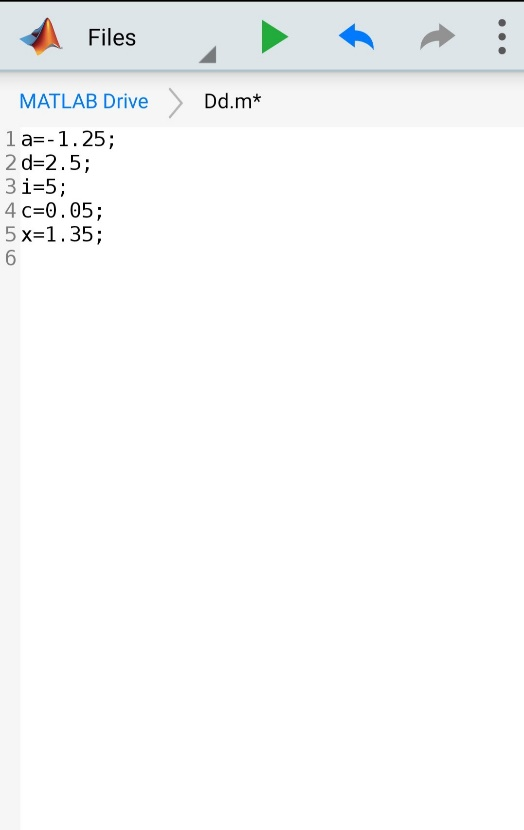 Files
MATLAB Drive Dd.m*
1 a=-1.25;
2 d=2.5;
3 i=5;
4 c=0.05;
5 x=1.35;
6